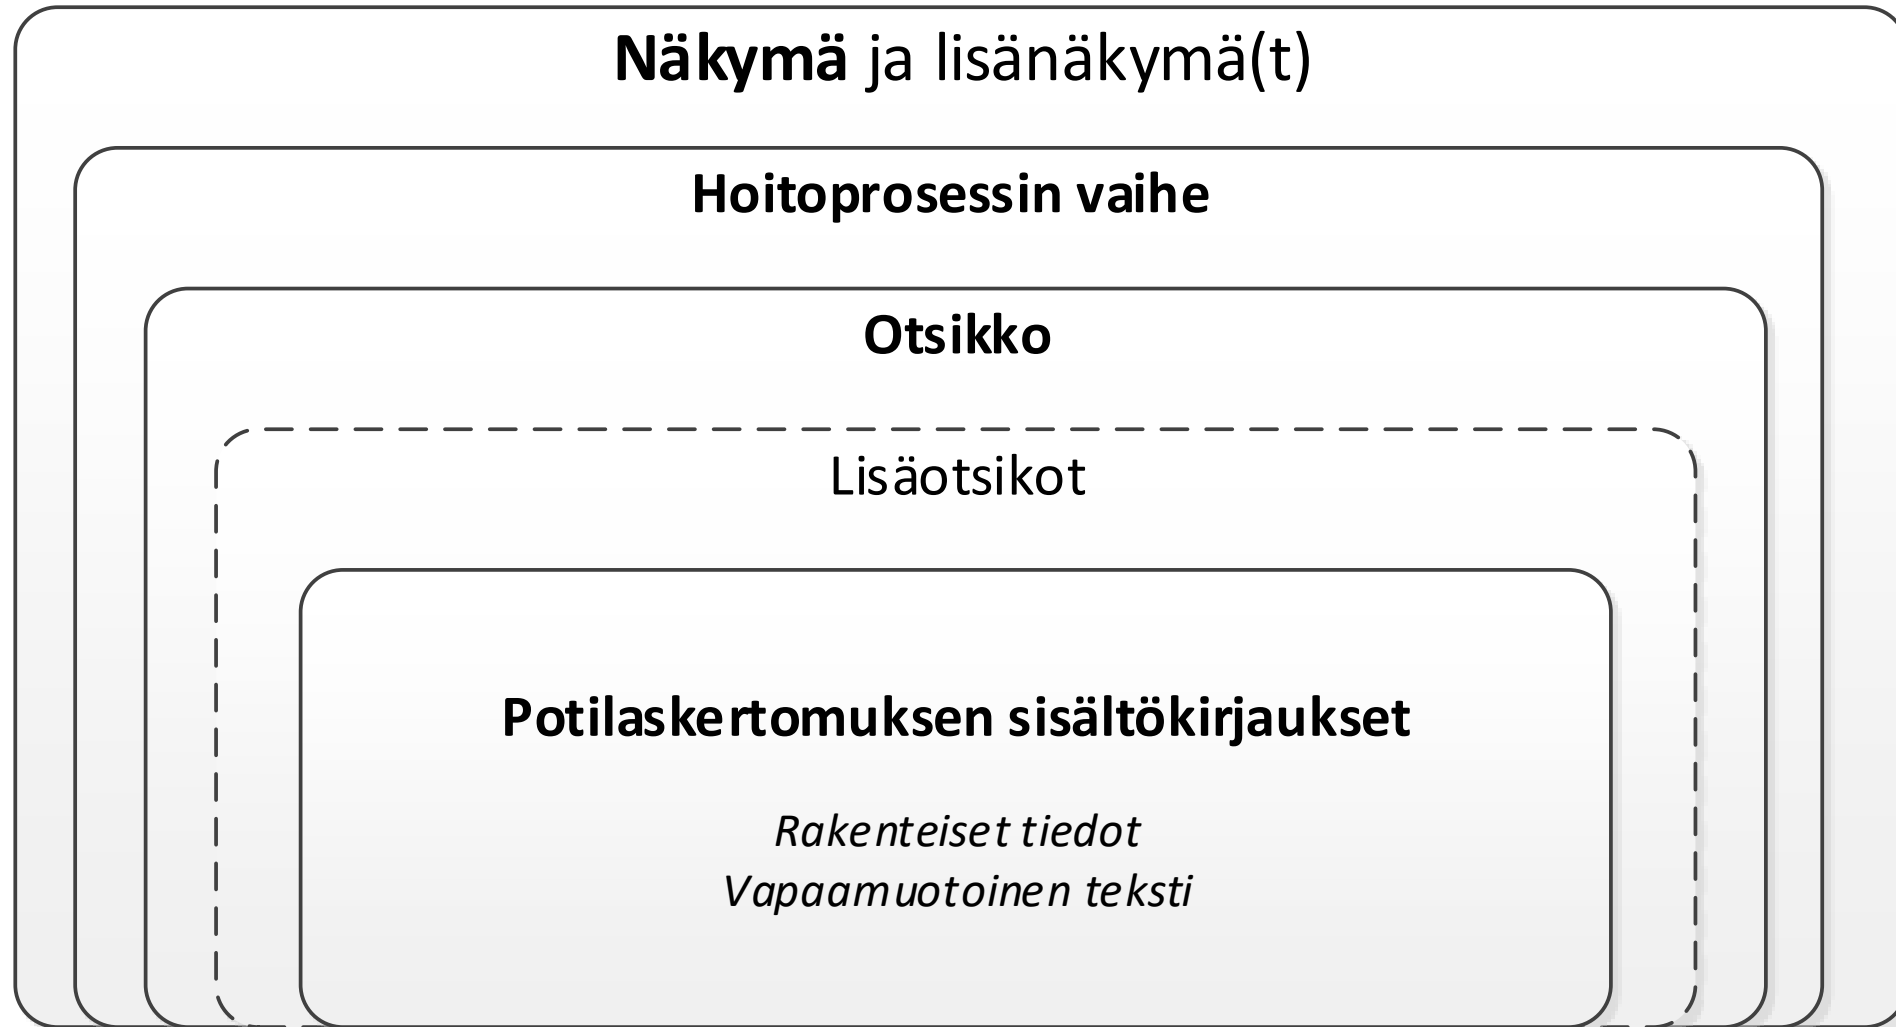 Näkymä ja lisänäkymä(t)
Hoitoprosessin vaihe
Otsikko
Lisäotsikot
Potilaskertomuksen sisältökirjaukset
Rakenteiset tiedot
Vapaamuotoinen teksti